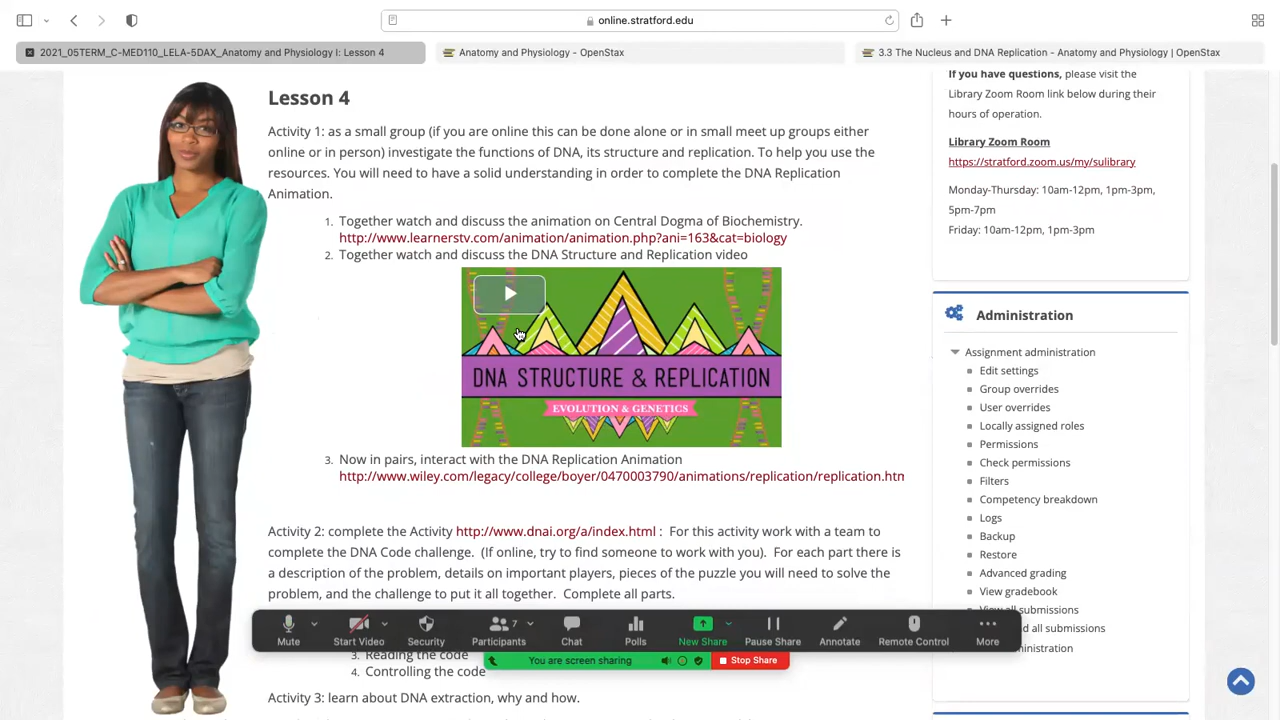 online.stratford.edu
2021_05TERM_C-MED110_LELA-5DAX_Anatomy and Physiology I: Lesson 4
Anatomy and Physiology - OpenStax
3.3 The Nucleus and DNA Replication - Anatomy and Physiology | OpenStax
Lesson 4
Activity 1: as a small group (if you are online this can be done alone or in small meet up groups either
online or in person) investigate the functions of DNA, its structure and replication. To help you use the
resources. You will need to have a solid understanding in order to complete the DNA Replication
Animation.
1. Together watch and discuss the animation on Central Dogma of Biochemistry.
http://www.learnerstv.com/animation/animation.php?ani=163&cat=biology
2. Together watch and discuss the DNA Structure and Replication video
DNA STRUCTURE & REPLICATION
EVOLUTION & GENETICS
3. Now in pairs, interact with the DNA Replication Animation
http://www.wiley.com/legacy/college/boyer/0470003790/animations/replication/replication.htn
Activity 2: complete the Activity http://www.dnai.org/a/index.html : For this activity work with a team to
complete the DNA Code challenge. (If online, try to find someone to work with you). For each part there is
a description of the problem, details on important players, pieces of the puzzle you will need to solve the
problem, and the challenge to put it all together. Complete all parts.
3. Reading the code
4. Controlling the code
Activity 3: learn about DNA extraction, why and how.
If you have questions, please visit the
Library Zoom Room link below during their
hours of operation.
Library Zoom Room
https://stratford.zoom.us/my/sulibrary
Monday-Thursday: 10am-12pm, 1pm-3pm,
5pm-7pm
Friday: 10am-12pm, 1pm-3pm
Administration
Assignment administration
Edit settings
Group overrides
User overrides
Locally assigned roles
Permissions
Check permissions
Filters
Competency breakdown
Logs
Backup
Restore
Advanced grading
View gradebook
View all submissions
all submissions
Mute
Start Video
Security
7
Participants
Chat
Polls
New Share
Pause Share
Annotate
Remote Control
More
You are screen sharing
Stop Share